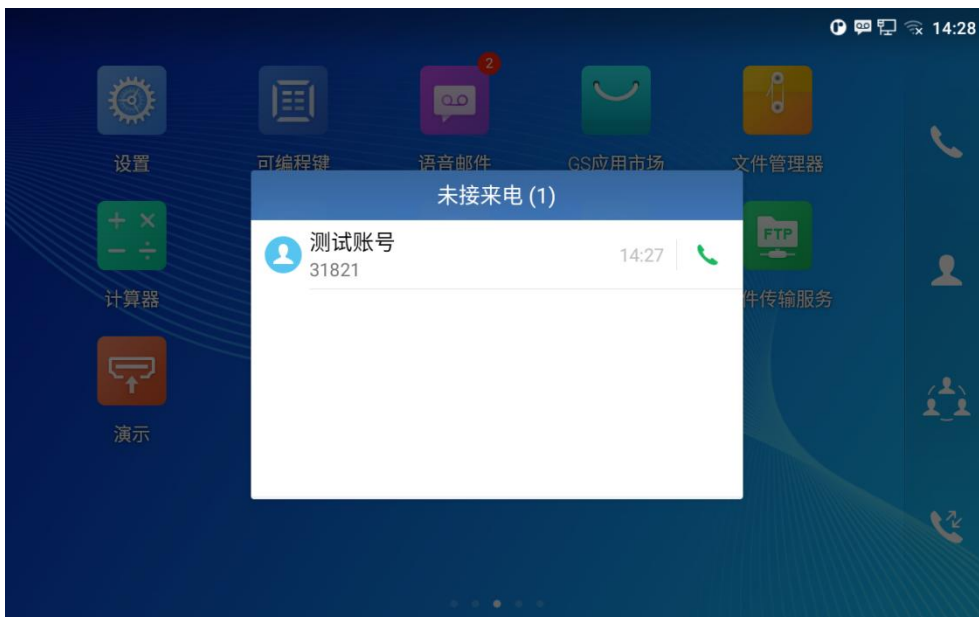 14:28
2
设置
可编程键
语音邮件
GS应用市场
文件管理器
未接来电 (1)
测试账号
31821
14:27
FTP
计算器
件传输服务
演示